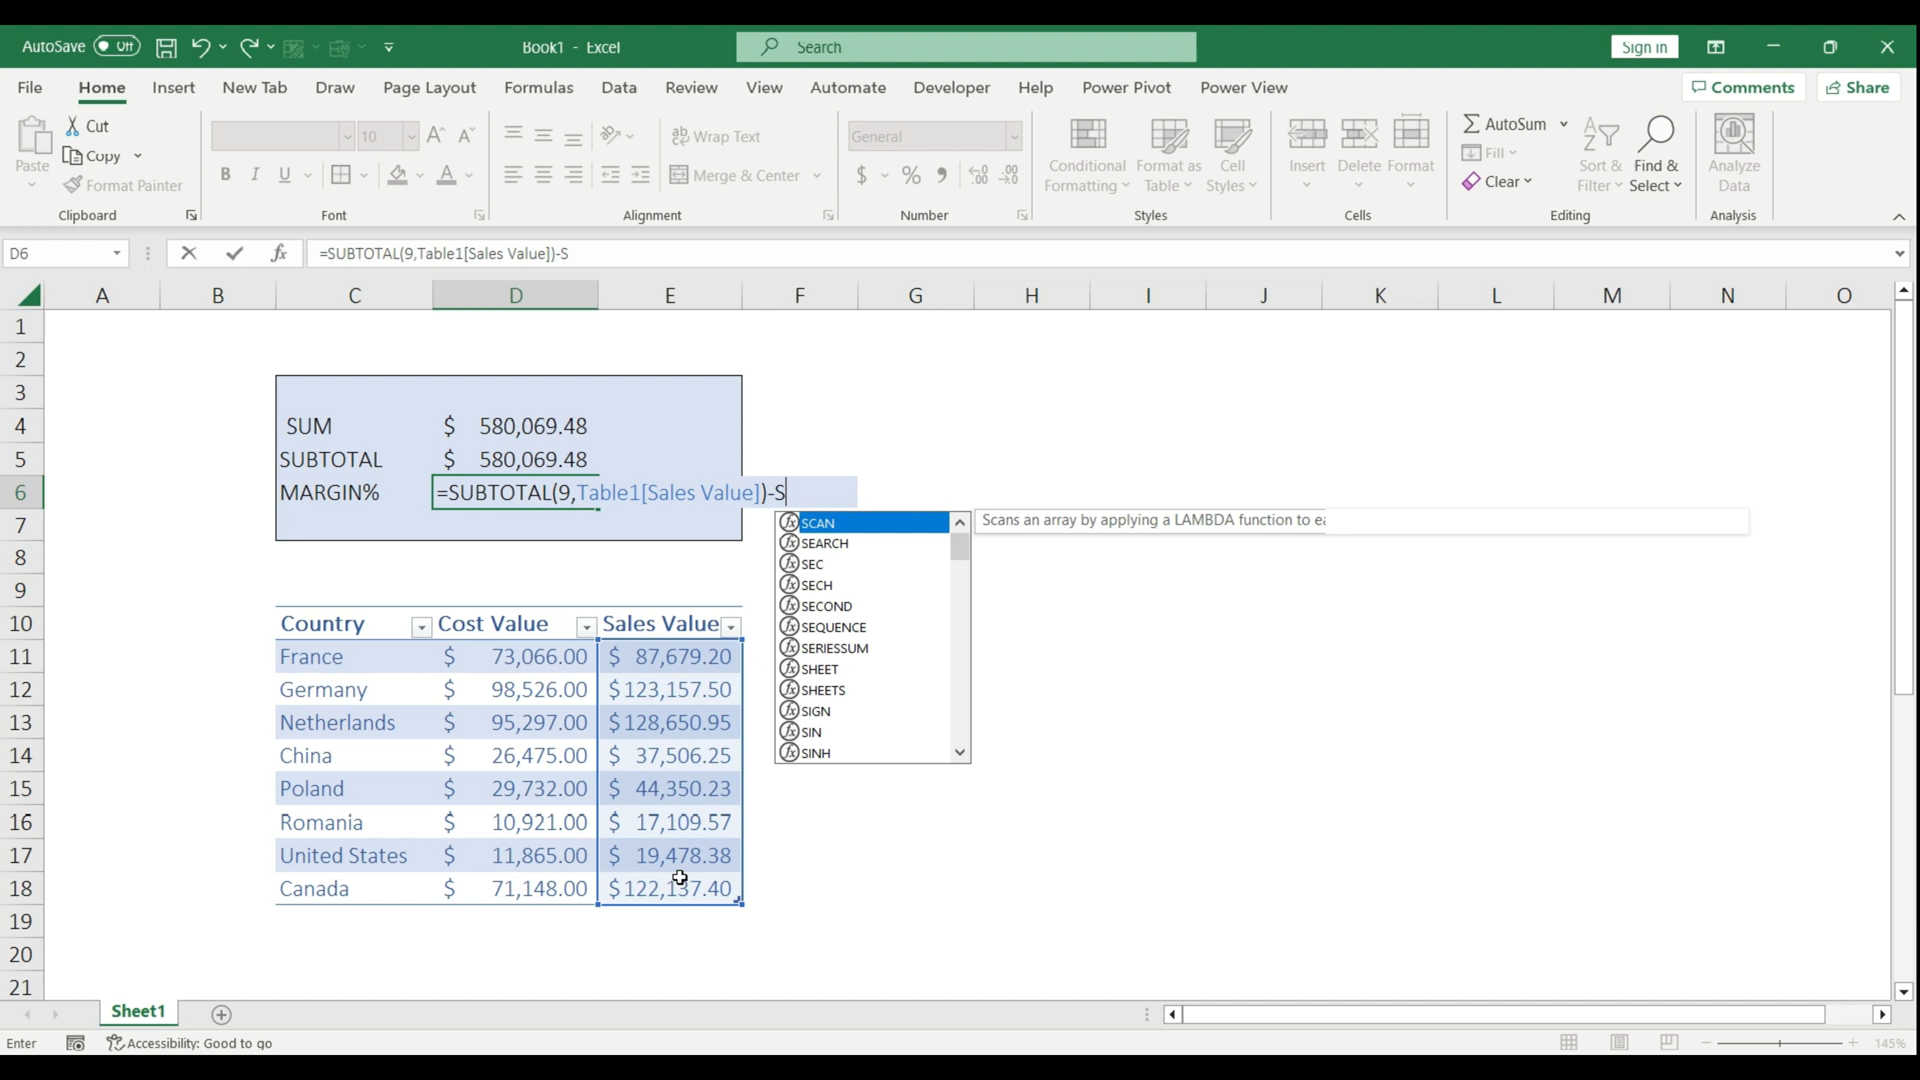 AutoSave Off Book1 - Excel Search Sign in
File Home Insert New Tab Draw Page Layout Formulas Data Review View Automate Developer Help Power Pivot Power View Comments Share
Paste Cut Copy Format Painter Clipboard
10 B I U A Font
Wrap Text Merge & Center Alignment
General $ % Number
Conditional Formatting Format as Table Cell Styles Styles
Insert Delete Format Cells
AutoSum Fill Clear Sort & Filter Find & Select Editing
Analyze Data Analysis
D6 fx =SUBTOTAL(9,Table1[Sales Value])-S
A B C D E F G H I J K L M N O
1
2
3
4 SUM $ 580,069.48
5 SUBTOTAL $ 580,069.48
6 MARGIN% =SUBTOTAL(9,Table1[Sales Value])-S
7
8
9
10 Country Cost Value Sales Value
11 France $ 73,066.00 $ 87,679.20
12 Germany $ 98,526.00 $ 123,157.50
13 Netherlands $ 95,297.00 $ 128,650.95
14 China $ 26,475.00 $ 37,506.25
15 Poland $ 29,732.00 $ 44,350.23
16 Romania $ 10,921.00 $ 17,109.57
17 United States $ 11,865.00 $ 19,478.38
18 Canada $ 71,148.00 $ 122,137.40
19
20
21
SCAN Scans an array by applying a LAMBDA function to ea
SEARCH
SEC
SECH
SECOND
SEQUENCE
SERIESSUM
SHEET
SHEETS
SIGN
SIN
SINH
Sheet1
Enter Accessibility: Good to go 145%